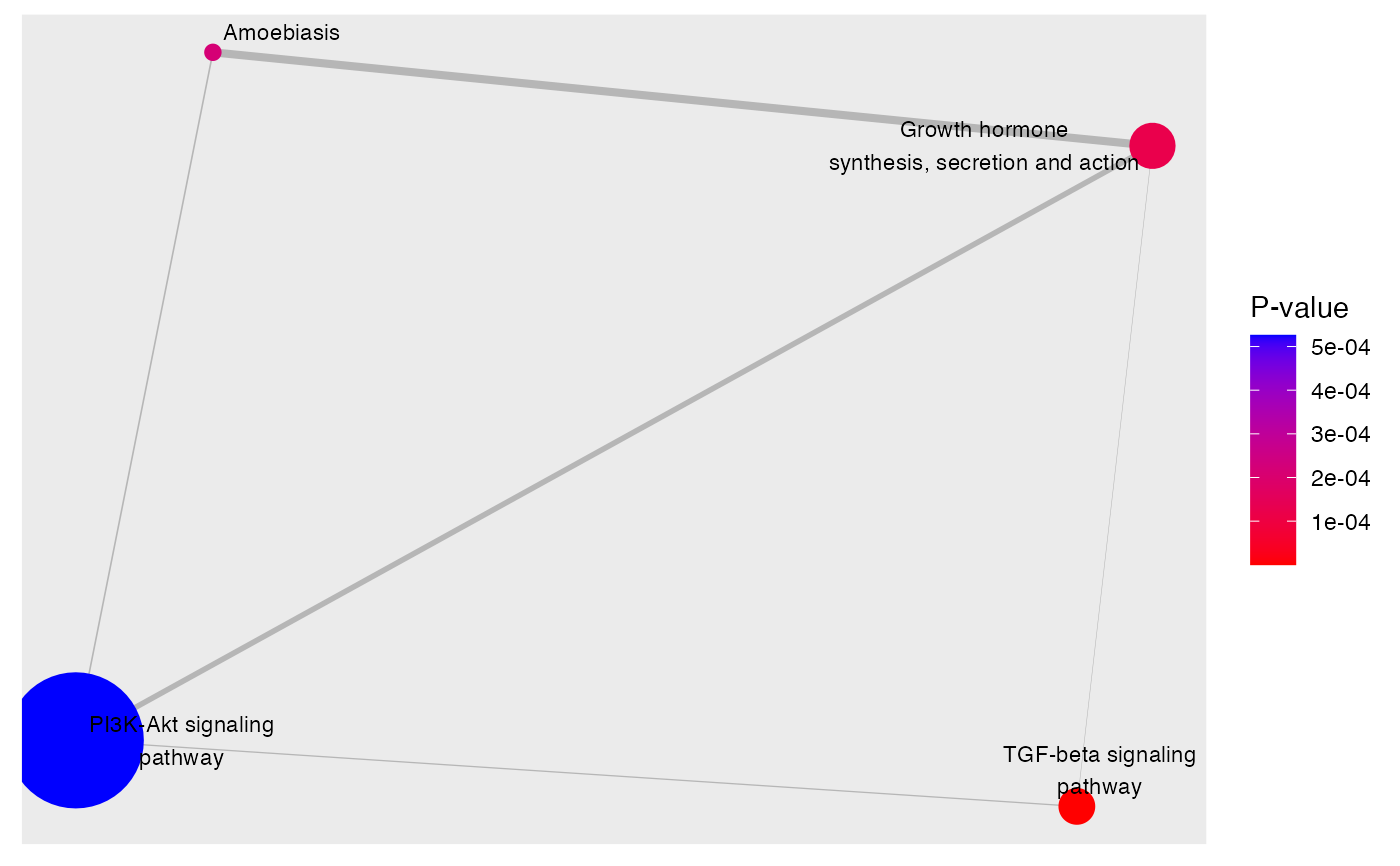 Amoebiasis
Growth hormone
synthesis, secretion and action
PI3K-Akt signaling
pathway
TGF-beta signaling
pathway
P-value
5e-04
4e-04
3e-04
2e-04
1e-04